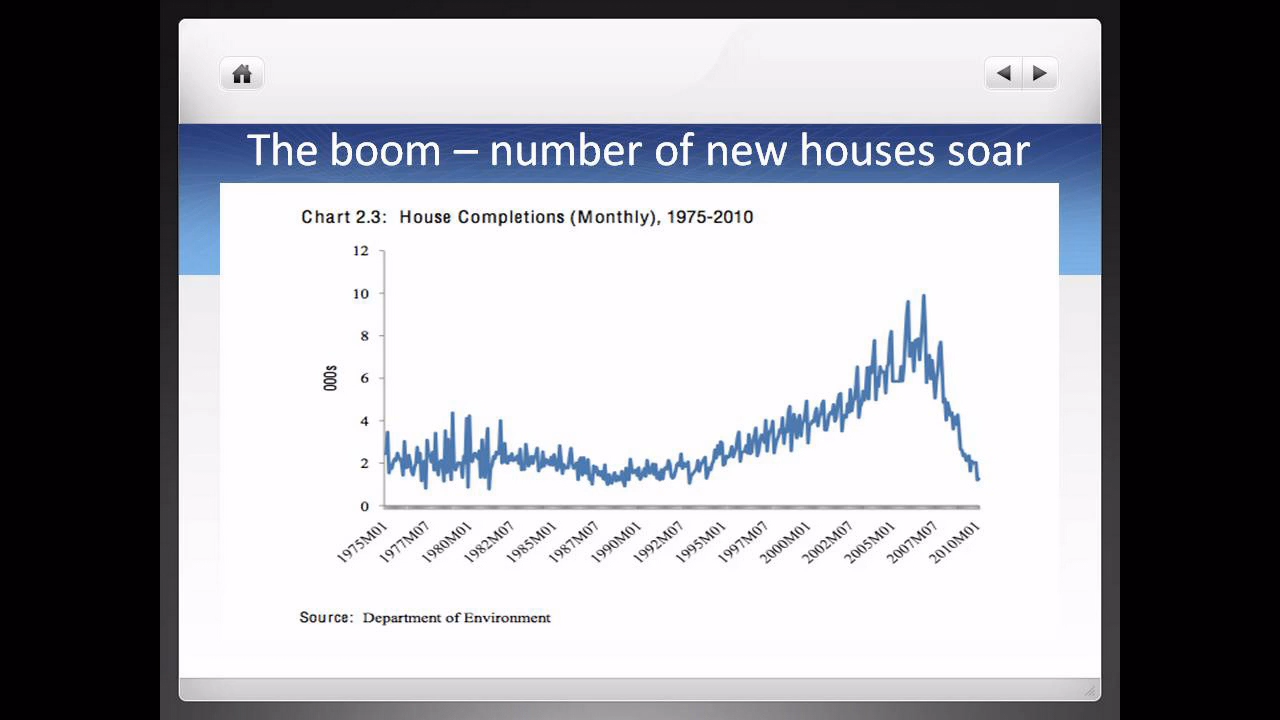 The boom – number of new houses soar
Chart 2.3: House Completions (Monthly), 1975-2010
12
10
8
6
4
2
0
000s
1975M01
1977M07
1980M01
1982M07
1985M01
1987M07
1990M01
1992M07
1995M01
1997M07
2000M01
2002M07
2005M01
2007M07
2010M01
Source: Department of Environment